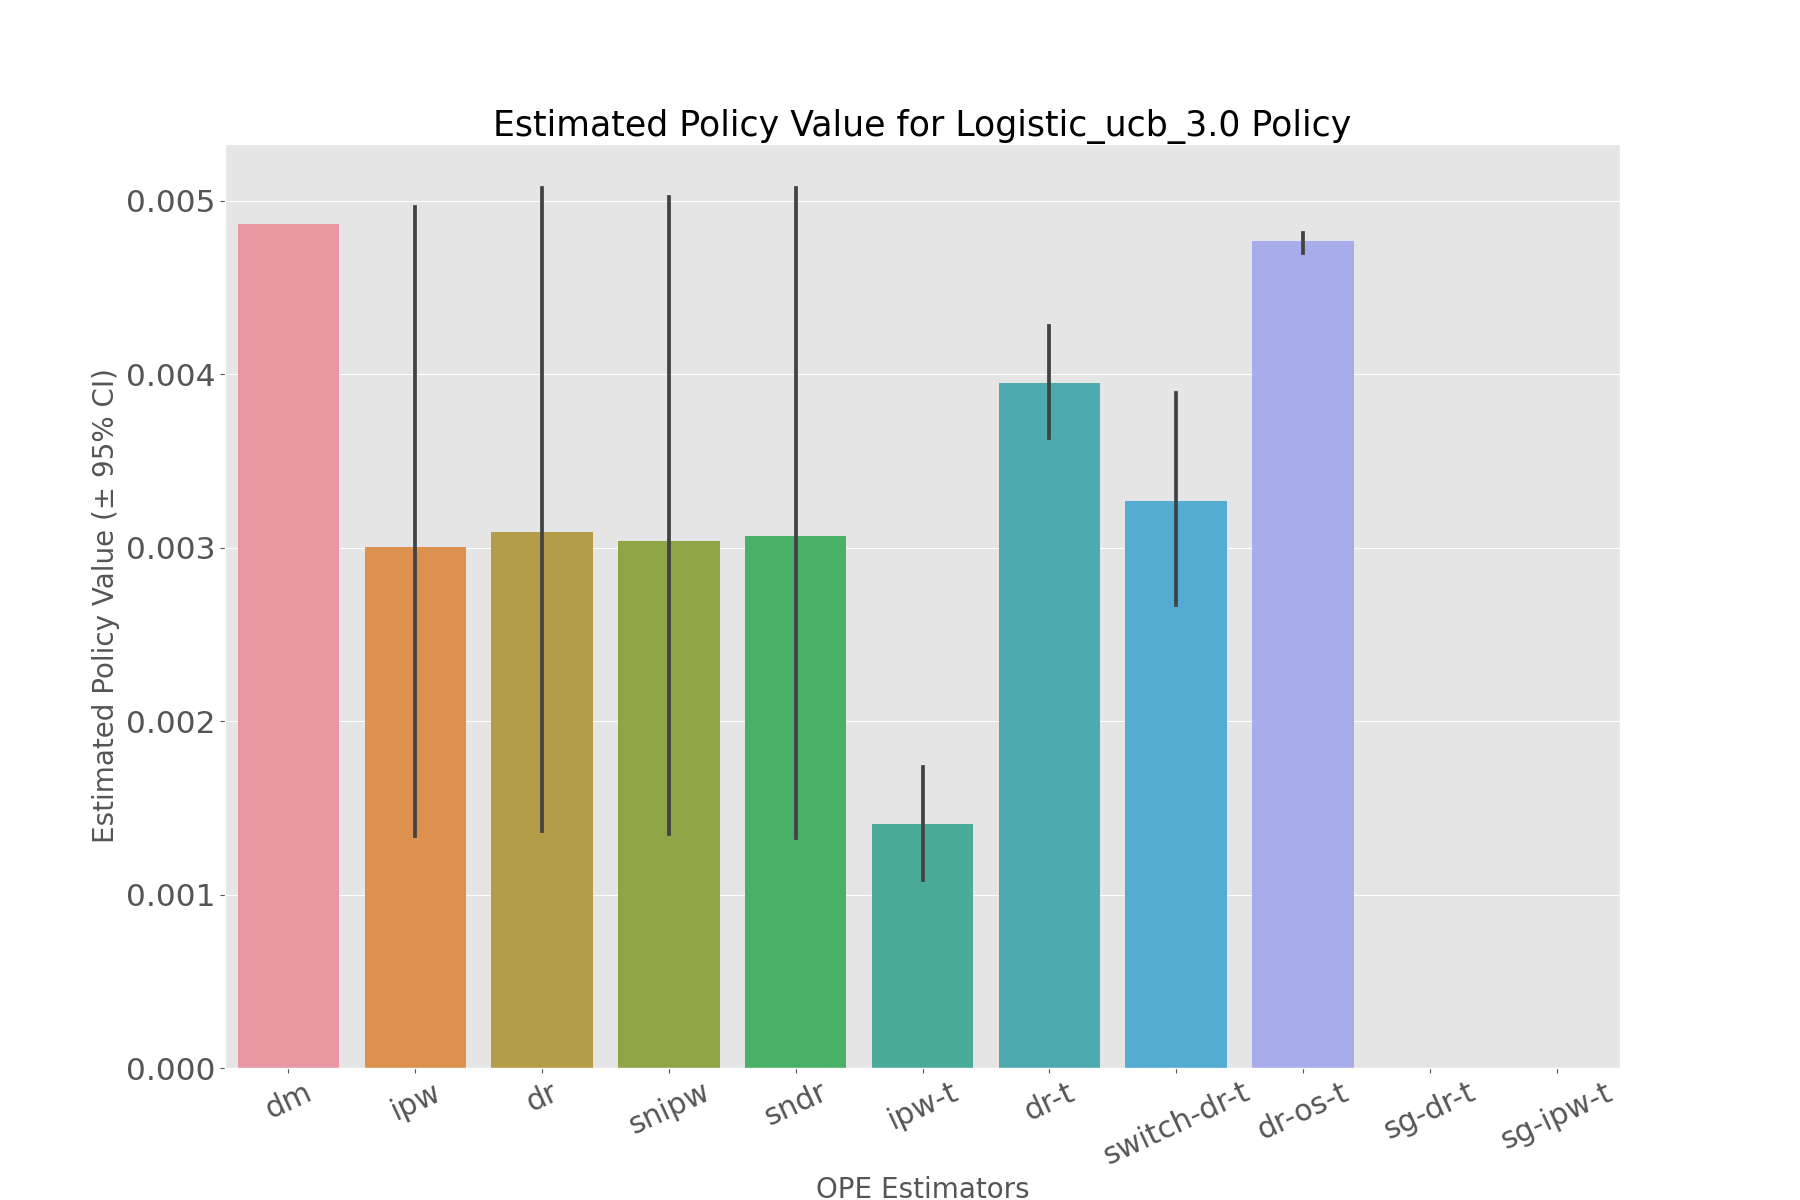 Estimated Policy Value for Logistic_ucb_3.0 Policy
Estimated Policy Value (± 95% CI)
0.005
0.004
0.003
0.002
0.001
0.000
dm
ipw
dr
snipw
sndr
ipw-t
dr-t
switch-dr-t
dr-os-t
sg-dr-t
sg-ipw-t
OPE Estimators